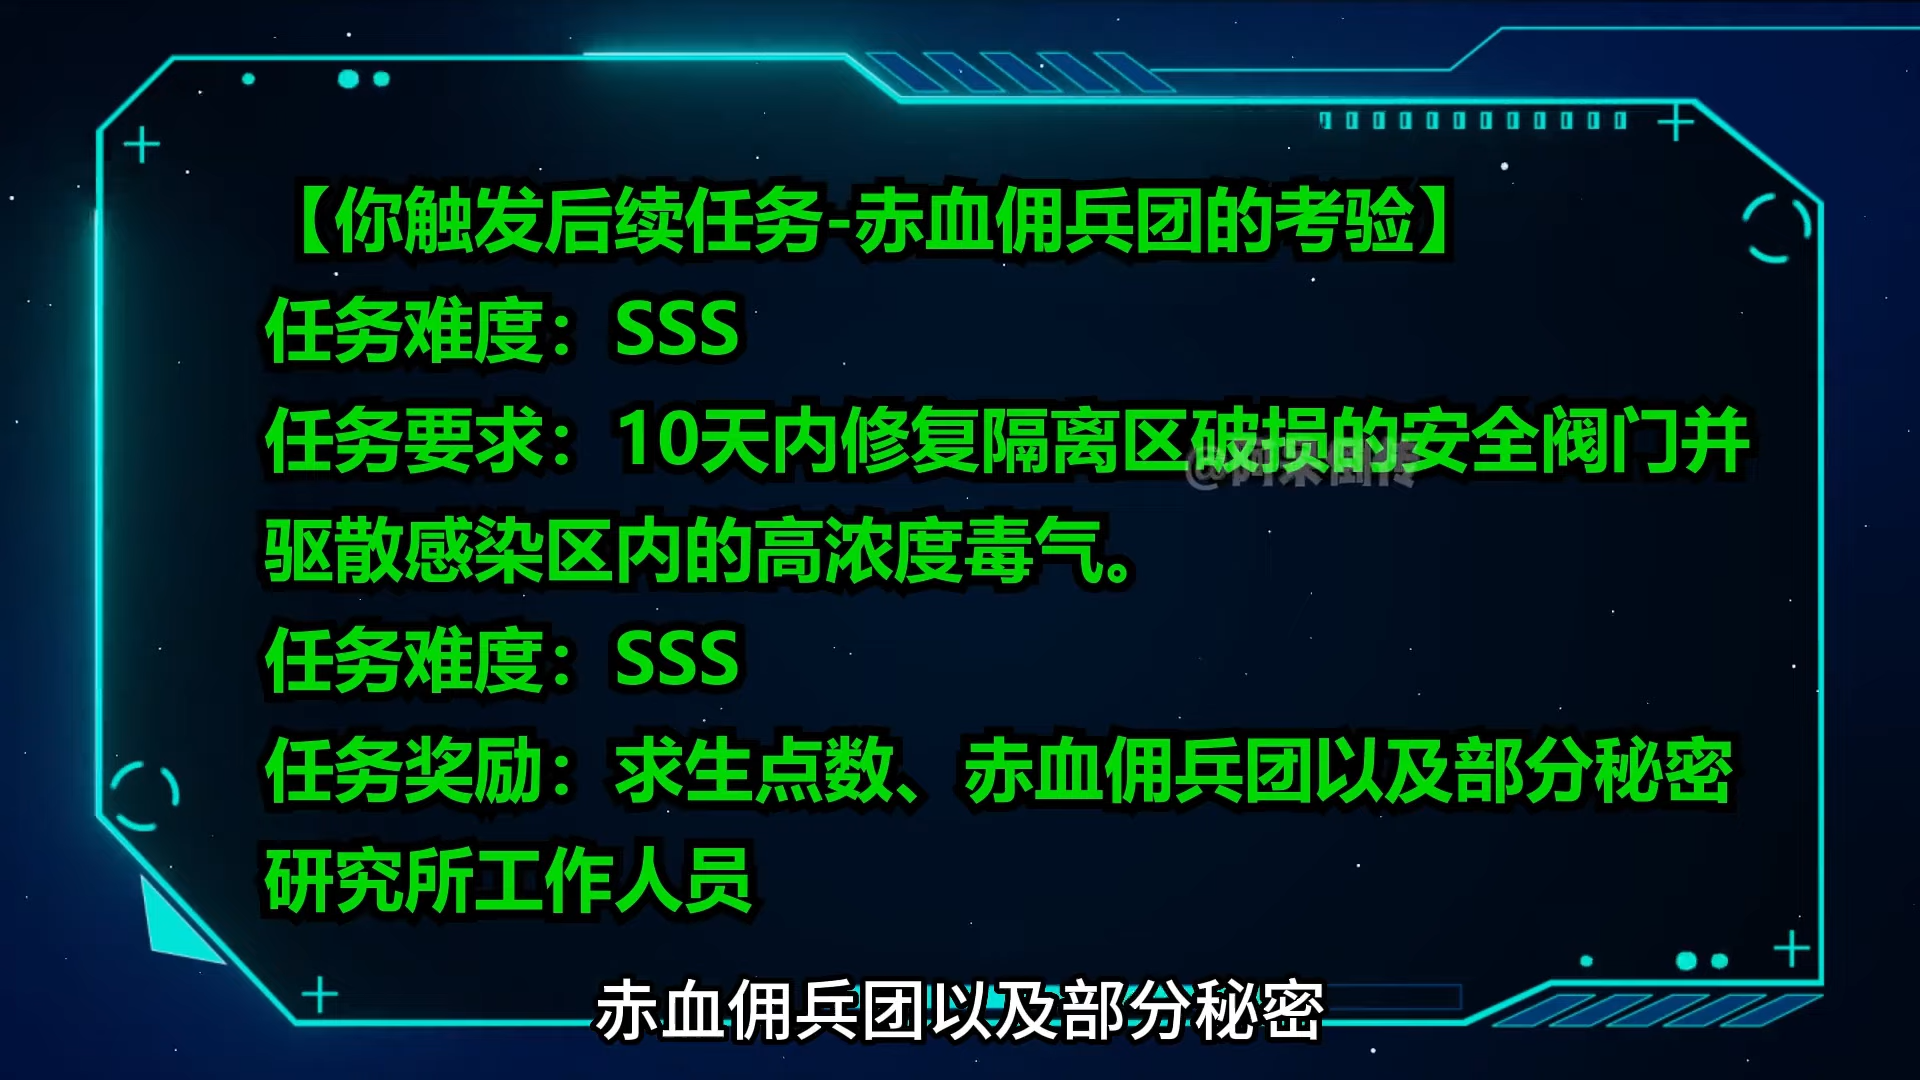 【你触发后续任务-赤血佣兵团的考验】
任务难度：SSS
任务要求：10天内修复隔离区破损的安全阀门并
驱散感染区内的高浓度毒气。
任务难度：SSS
任务奖励：求生点数、赤血佣兵团以及部分秘密
研究所工作人员
赤血佣兵团以及部分秘密